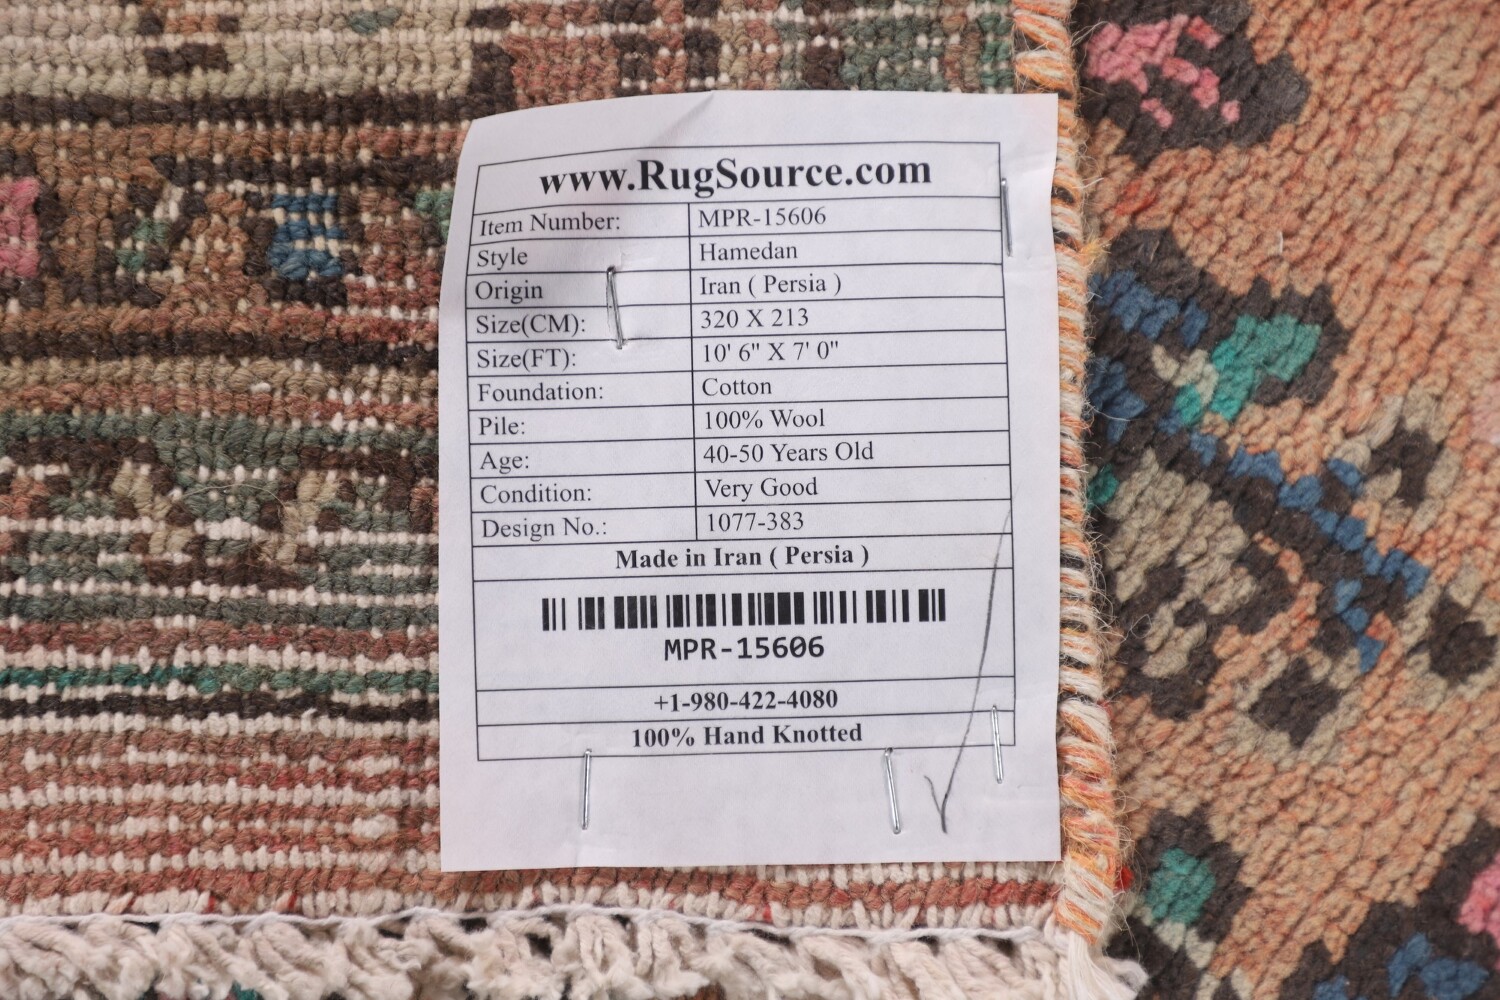 www.RugSource.com
Item Number: MPR-15606
Style Hamedan
Origin Iran ( Persia )
Size(CM): 320 X 213
Size(FT): 10' 6" X 7' 0"
Foundation: Cotton
Pile: 100% Wool
Age: 40-50 Years Old
Condition: Very Good
Design No.: 1077-383
Made in Iran ( Persia )
MPR-15606
+1-980-422-4080
100% Hand Knotted